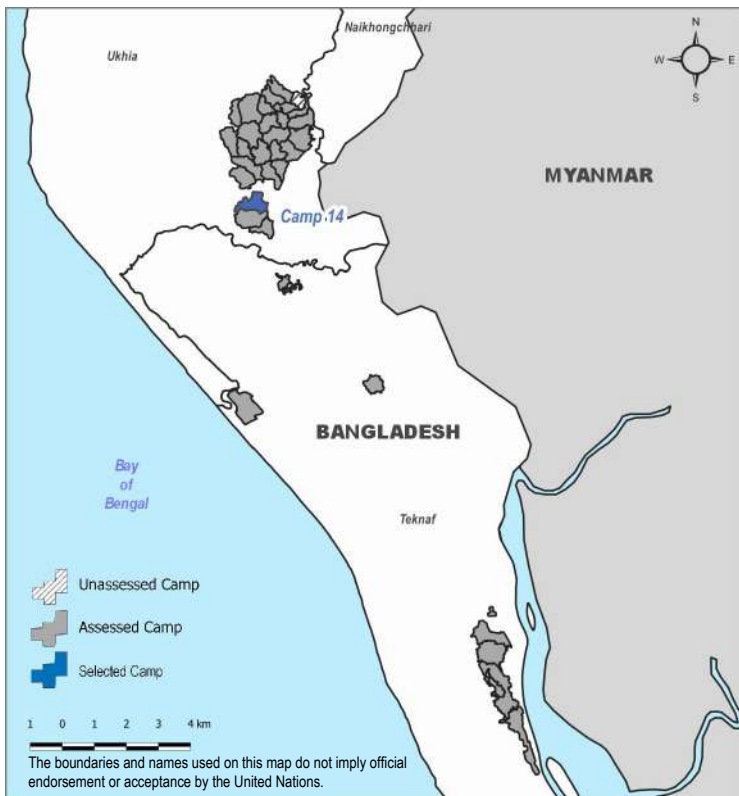 Naikhongchhari
Ukhia
N
W
E
S
MYANMAR
Camp 14
BANGLADESH
Bay
of
Bengal
Teknaf
Unassessed Camp
Assessed Camp
Selected Camp
1 0 1 2 3 4 km
The boundaries and names used on this map do not imply official
endorsement or acceptance by the United Nations.